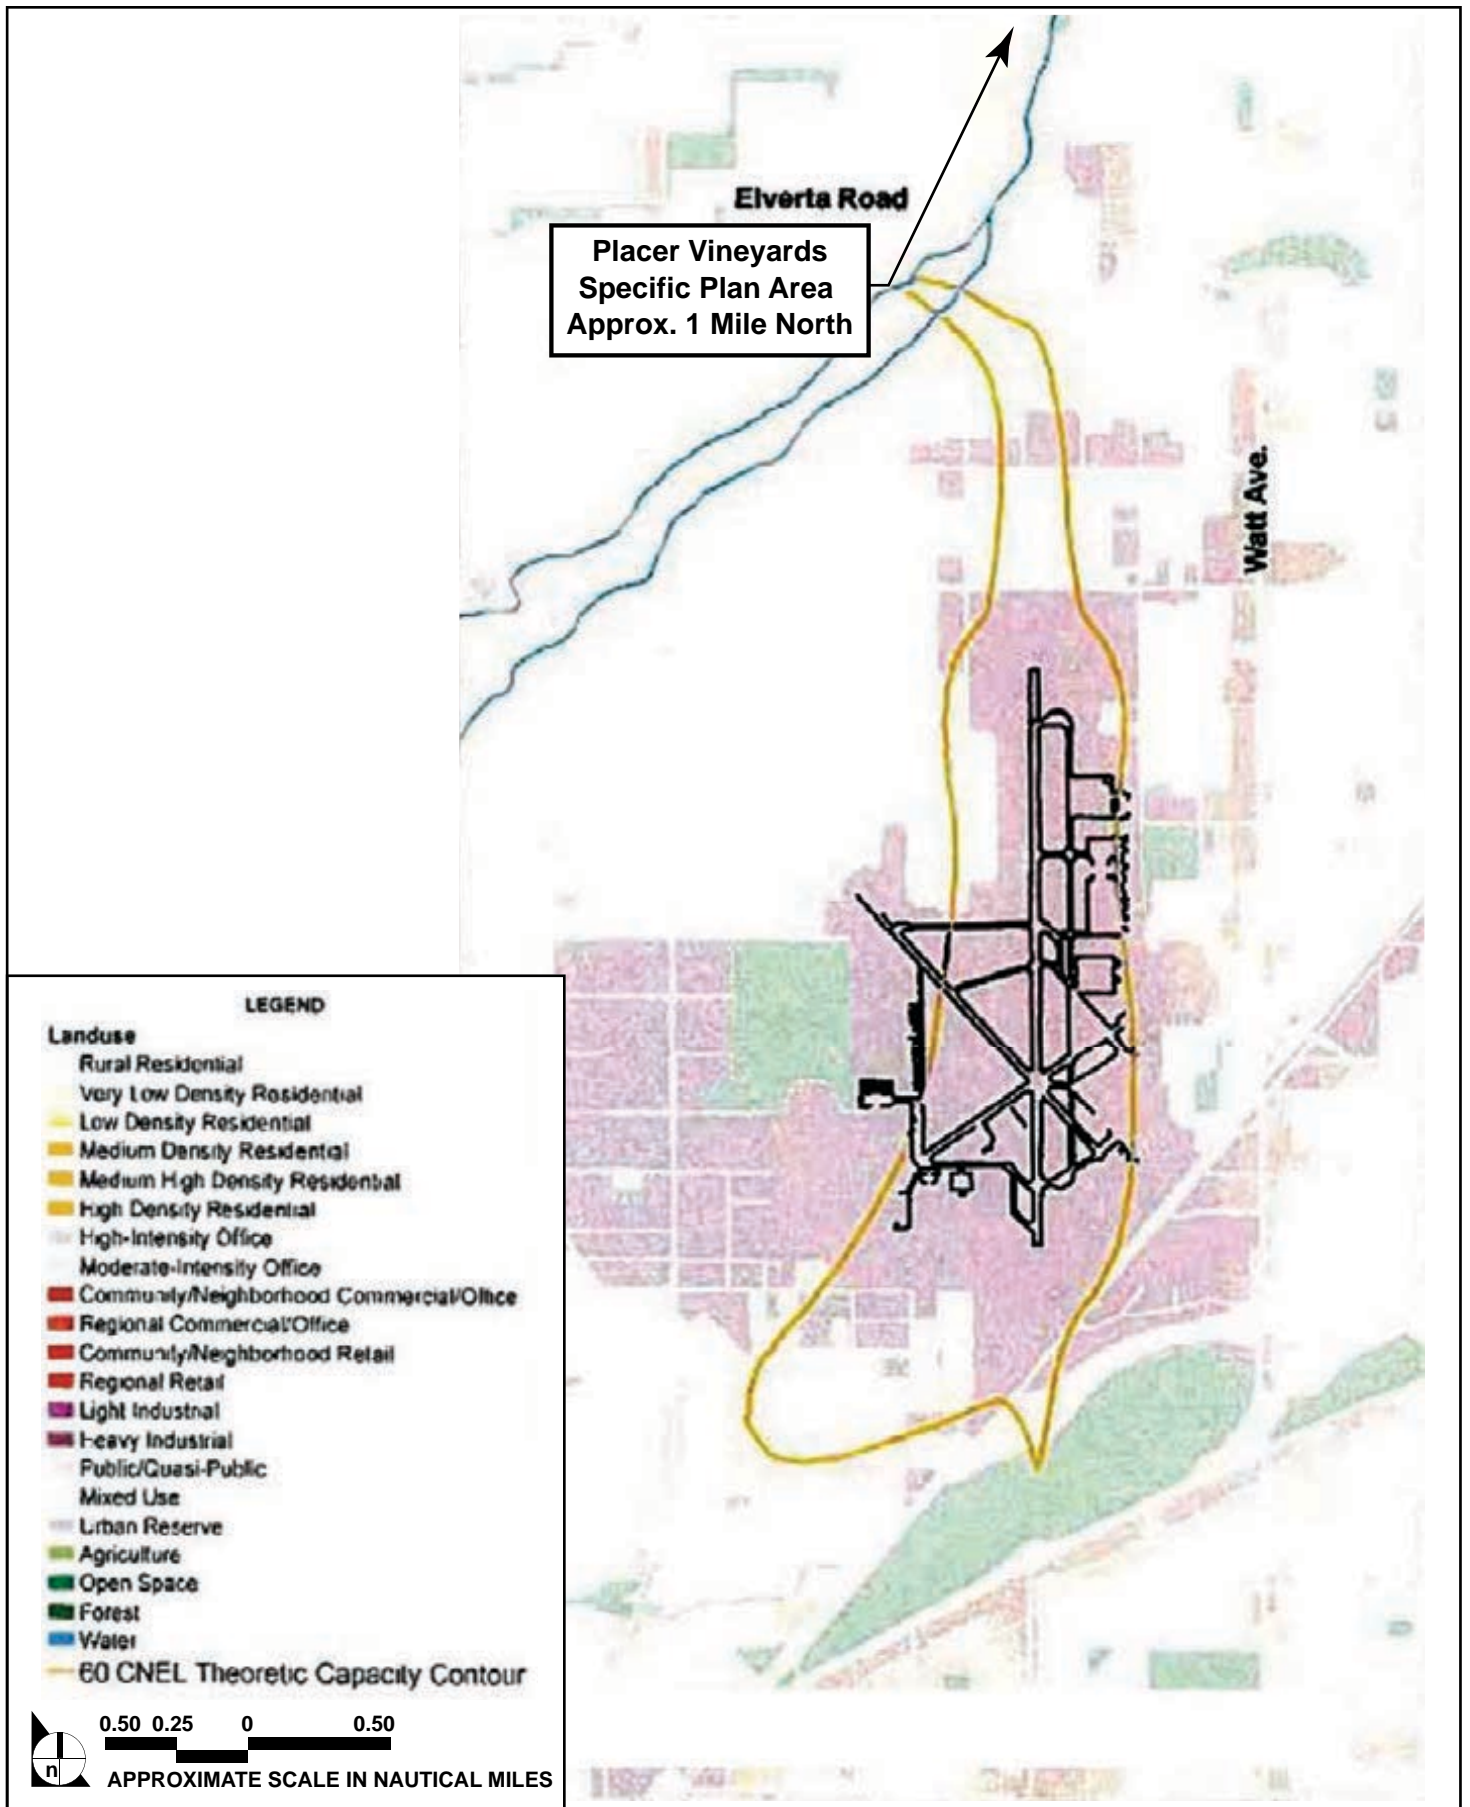 Elverta Road
Placer Vineyards
Specific Plan Area
Approx. 1 Mile North
Watt Ave.
LEGEND
Landuse
Rural Residential
Very Low Density Residential
Low Density Residential
Medium Density Residential
Medium High Density Residential
High Density Residential
High-Intensity Office
Moderate-Intensity Office
Community/Neighborhood Commercial/Office
Regional Commercial/Office
Community/Neighborhood Retail
Regional Retail
Light Industrial
Heavy Industrial
Public/Quasi-Public
Mixed Use
Urban Reserve
Agriculture
Open Space
Forest
Water
60 CNEL Theoretic Capacity Contour
0.50 0.25 0 0.50
n
APPROXIMATE SCALE IN NAUTICAL MILES